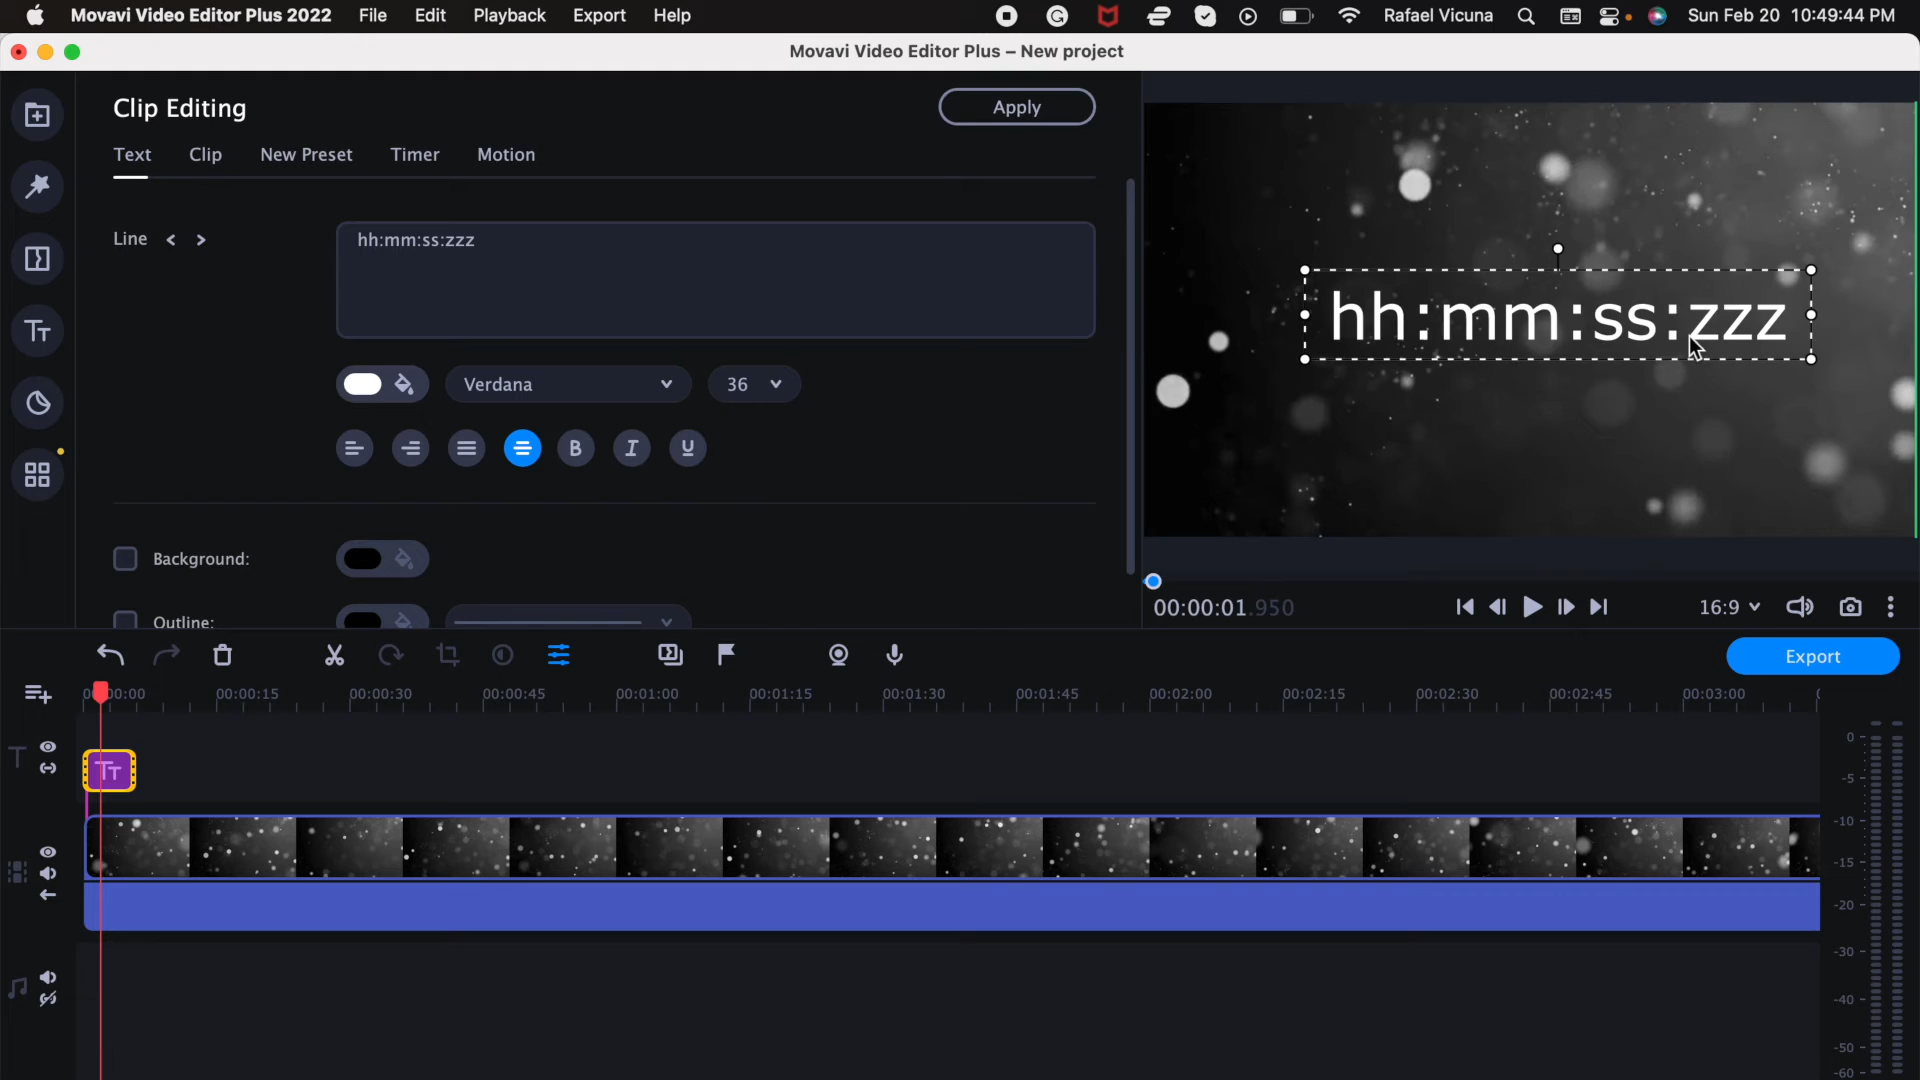 Movavi Video Editor Plus 2022 File Edit Playback Export Help Rafael Vicuna Sun Feb 20 10:49:44 PM
Movavi Video Editor Plus – New project
Clip Editing Apply
Text Clip New Preset Timer Motion
Line < > hh:mm:ss:zzz
hh:mm:ss:zzz
Verdana 36
B I U
Background:
Outline:
00:00:01.950 16:9
Export
00:00:15 00:00:30 00:00:45 00:01:00 00:01:15 00:01:30 00:01:45 00:02:00 00:02:15 00:02:30 00:02:45 00:03:00
0
-5
-10
-15
-20
-30
-40
-50
-60